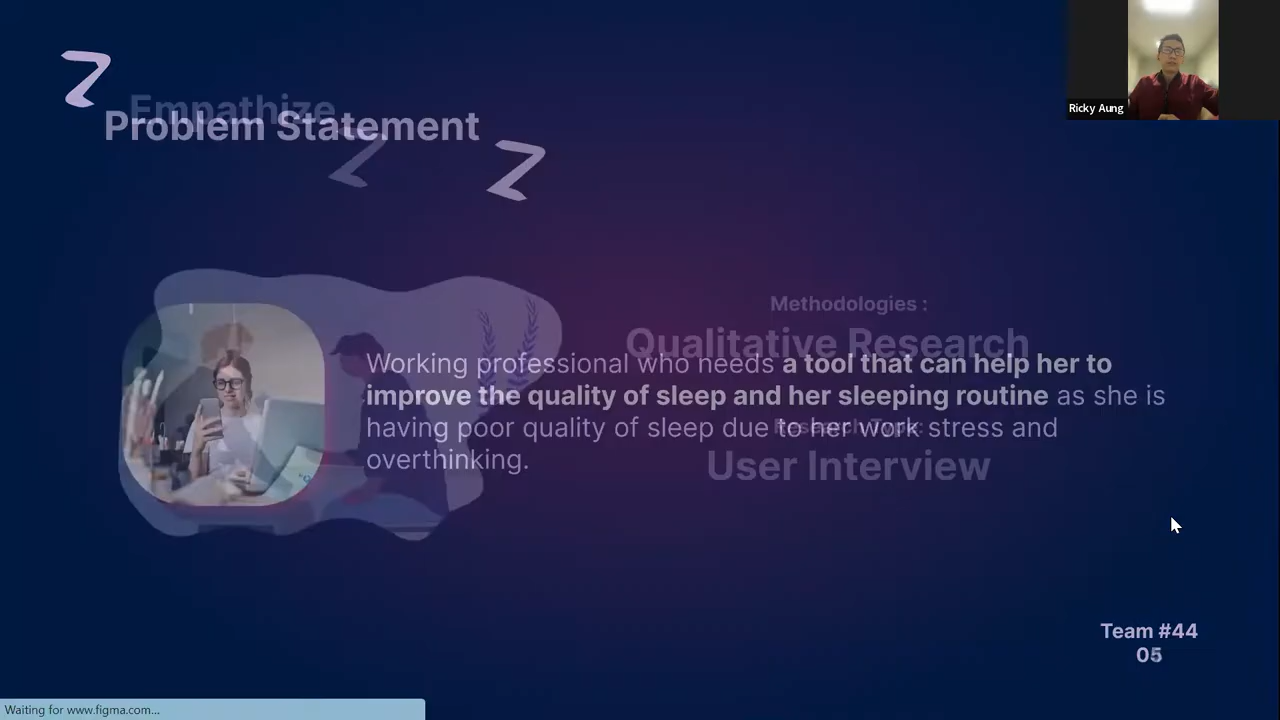 Ricky Aung
Empathize
Problem Statement
Methodologies :
Qualitative Research
Working professional who needs a tool that can help her to
improve the quality of sleep and her sleeping routine as she is
having poor quality of sleep due to her work stress and
overthinking.
Research Type:
User Interview
Team #44
05
Waiting for www.figma.com...